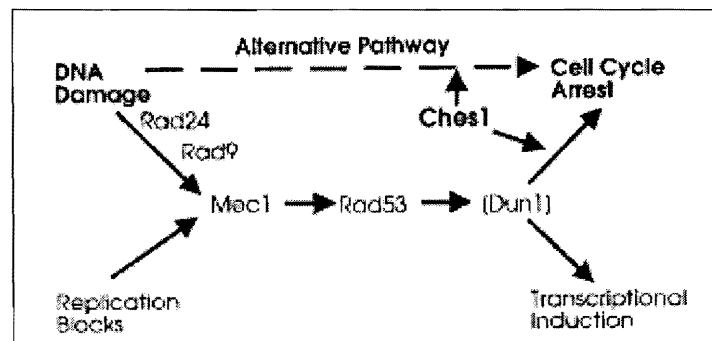 Alternative Pathway
DNA
Damage
Cell Cycle
Arrest
Rad24
Ches1
Rad9
Mec1
Rad53
(Dun1)
Replication
Blocks
Transcriptional
Induction